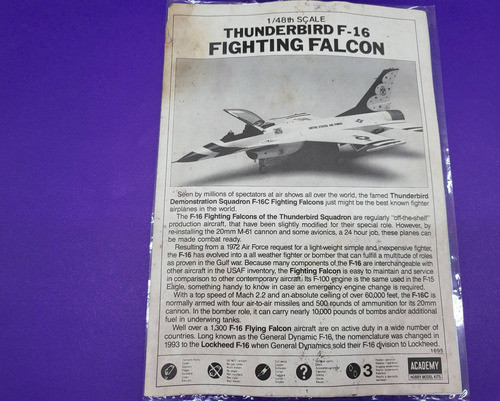 1/48th SCALE
THUNDERBIRD F-16
FIGHTING FALCON
UNITED STATES AIR FORCE
Seen by millions of spectators at air shows all over the world, the famed Thunderbird
Demonstration Squadron F-16C Fighting Falcons just might be the best known fighter
airplanes in the world.
The F-16 Fighting Falcons of the Thunderbird Squadron are regularly "off-the-shelf"
production aircraft, that have been slightly modified for their special role. However, by
re-installing the 20mm M-61 cannon and some avionics, a 24 hour job, these planes can
be made combat ready.
Resulting from a 1972 Air Force request for a light-weight simple and inexpensive fighter,
the F-16 has evolved into a all weather fighter or bomber that can fulfill a multitude of roles
as proven in the Gulf war. Because many components of the F-16 are interchangeable with
other aircraft in the USAF inventory, the Fighting Falcon is easy to maintain and service
in comparison to other contemporary aircraft. Its F-100 engine is the same used in the F-15
Eagle, something handy to know in case an emergency engine change is required.
With a top speed of Mach 2.2 and an absolute ceiling of over 60,000 feet, the F-16C is
normally armed with four air-to-air missiles and 500 rounds of ammunition for its 20mm
cannon. In the bomber role, it can carry nearly 10,000 pounds of bombs and/or additional
fuel in underwing tanks.
Well over a 1,300 F-16 Flying Falcon aircraft are on active duty in a wide number of
countries. Long known as the General Dynamic F-16, the nomenclature was changed in
1993 to the Lockheed F-16 when General Dynamics sold their F-16 division to Lockheed.
1695
? 3
ACADEMY
HOBBY MODEL KITS